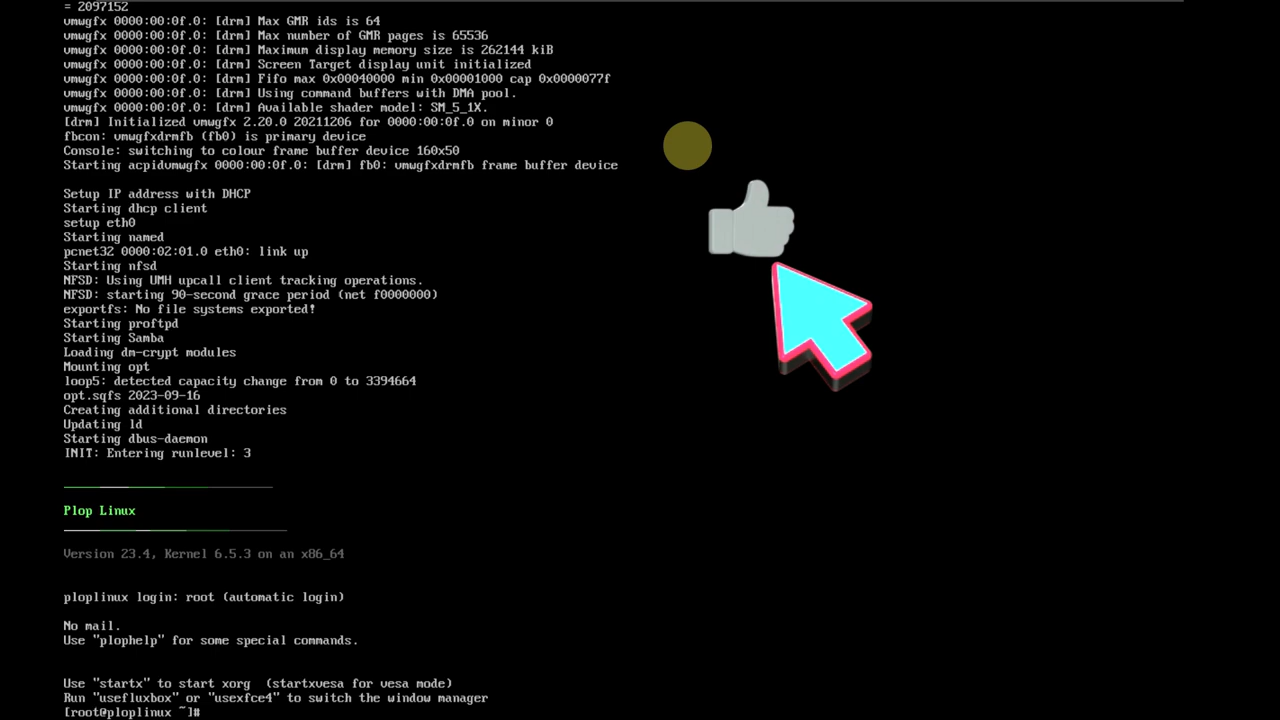 = 2097152
vmwgfx 0000:00:0f.0: [drm] Max GMR ids is 64
vmwgfx 0000:00:0f.0: [drm] Max number of GMR pages is 65536
vmwgfx 0000:00:0f.0: [drm] Maximum display memory size is 262144 kiB
vmwgfx 0000:00:0f.0: [drm] Screen Target display unit initialized
vmwgfx 0000:00:0f.0: [drm] Fifo max 0x00040000 min 0x00001000 cap 0x0000077f
vmwgfx 0000:00:0f.0: [drm] Using command buffers with DMA pool.
vmwgfx 0000:00:0f.0: [drm] Available shader model: SM_5_1X.
[drm] Initialized vmwgfx 2.20.0 20211206 for 0000:00:0f.0 on minor 0
fbcon: vmwgfxdrmfb (fb0) is primary device
Console: switching to colour frame buffer device 160x50
Starting acpidvmwgfx 0000:00:0f.0: [drm] fb0: vmwgfxdrmfb frame buffer device
Setup IP address with DHCP
Starting dhcp client
setup eth0
Starting named
pcnet32 0000:02:01.0 eth0: link up
Starting nfsd
NFSD: Using UMH upcall client tracking operations.
NFSD: starting 90-second grace period (net f0000000)
exportfs: No file systems exported!
Starting proftpd
Starting Samba
Loading dm-crypt modules
Mounting opt
loop5: detected capacity change from 0 to 3394664
opt.sqfs 2023-09-16
Creating additional directories
Updating ld
Starting dbus-daemon
INIT: Entering runlevel: 3
Plop Linux
Version 23.4, Kernel 6.5.3 on an x86_64
ploplinux login: root (automatic login)
No mail.
Use "plophelp" for some special commands.
Use "startx" to start xorg  (startxvesa for vesa mode)
Run "usefluxbox" or "usexfce4" to switch the window manager
[root@ploplinux ~]#